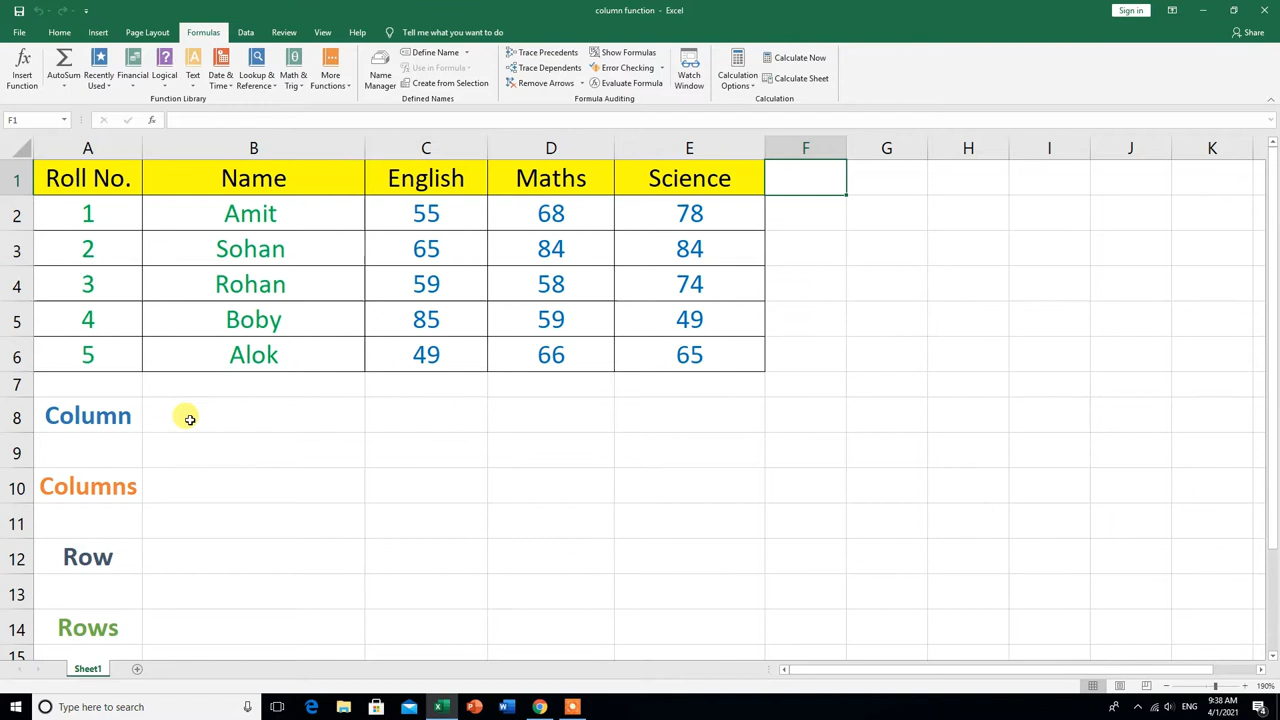 column function - Excel
Sign in
File Home Insert Page Layout Formulas Data Review View Help Tell me what you want to do Share
Insert Function
AutoSum
Recently Used
Financial
Logical
Text
Date & Time
Lookup & Reference
Math & Trig
More Functions
Function Library
Name Manager
Define Name
Use in Formula
Create from Selection
Defined Names
Trace Precedents
Trace Dependents
Remove Arrows
Show Formulas
Error Checking
Evaluate Formula
Formula Auditing
Watch Window
Calculation Options
Calculate Now
Calculate Sheet
Calculation
F1
fx
A B C D E F G H I J K
1 Roll No. Name English Maths Science
2 1 Amit 55 68 78
3 2 Sohan 65 84 84
4 3 Rohan 59 58 74
5 4 Boby 85 59 49
6 5 Alok 49 66 65
7
8 Column
9
10 Columns
11
12 Row
13
14 Rows
15
Sheet1
190%
Type here to search
ENG
9:38 AM
4/1/2021